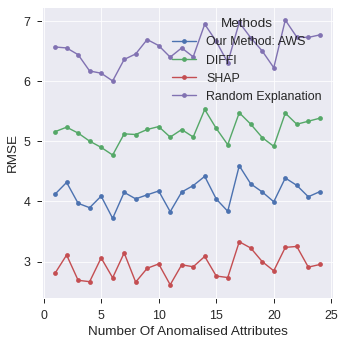 Methods
Our Method: AWS
DIFFI
SHAP
Random Explanation
7
6
5
4
3
RMSE
0 5 10 15 20 25
Number Of Anomalised Attributes